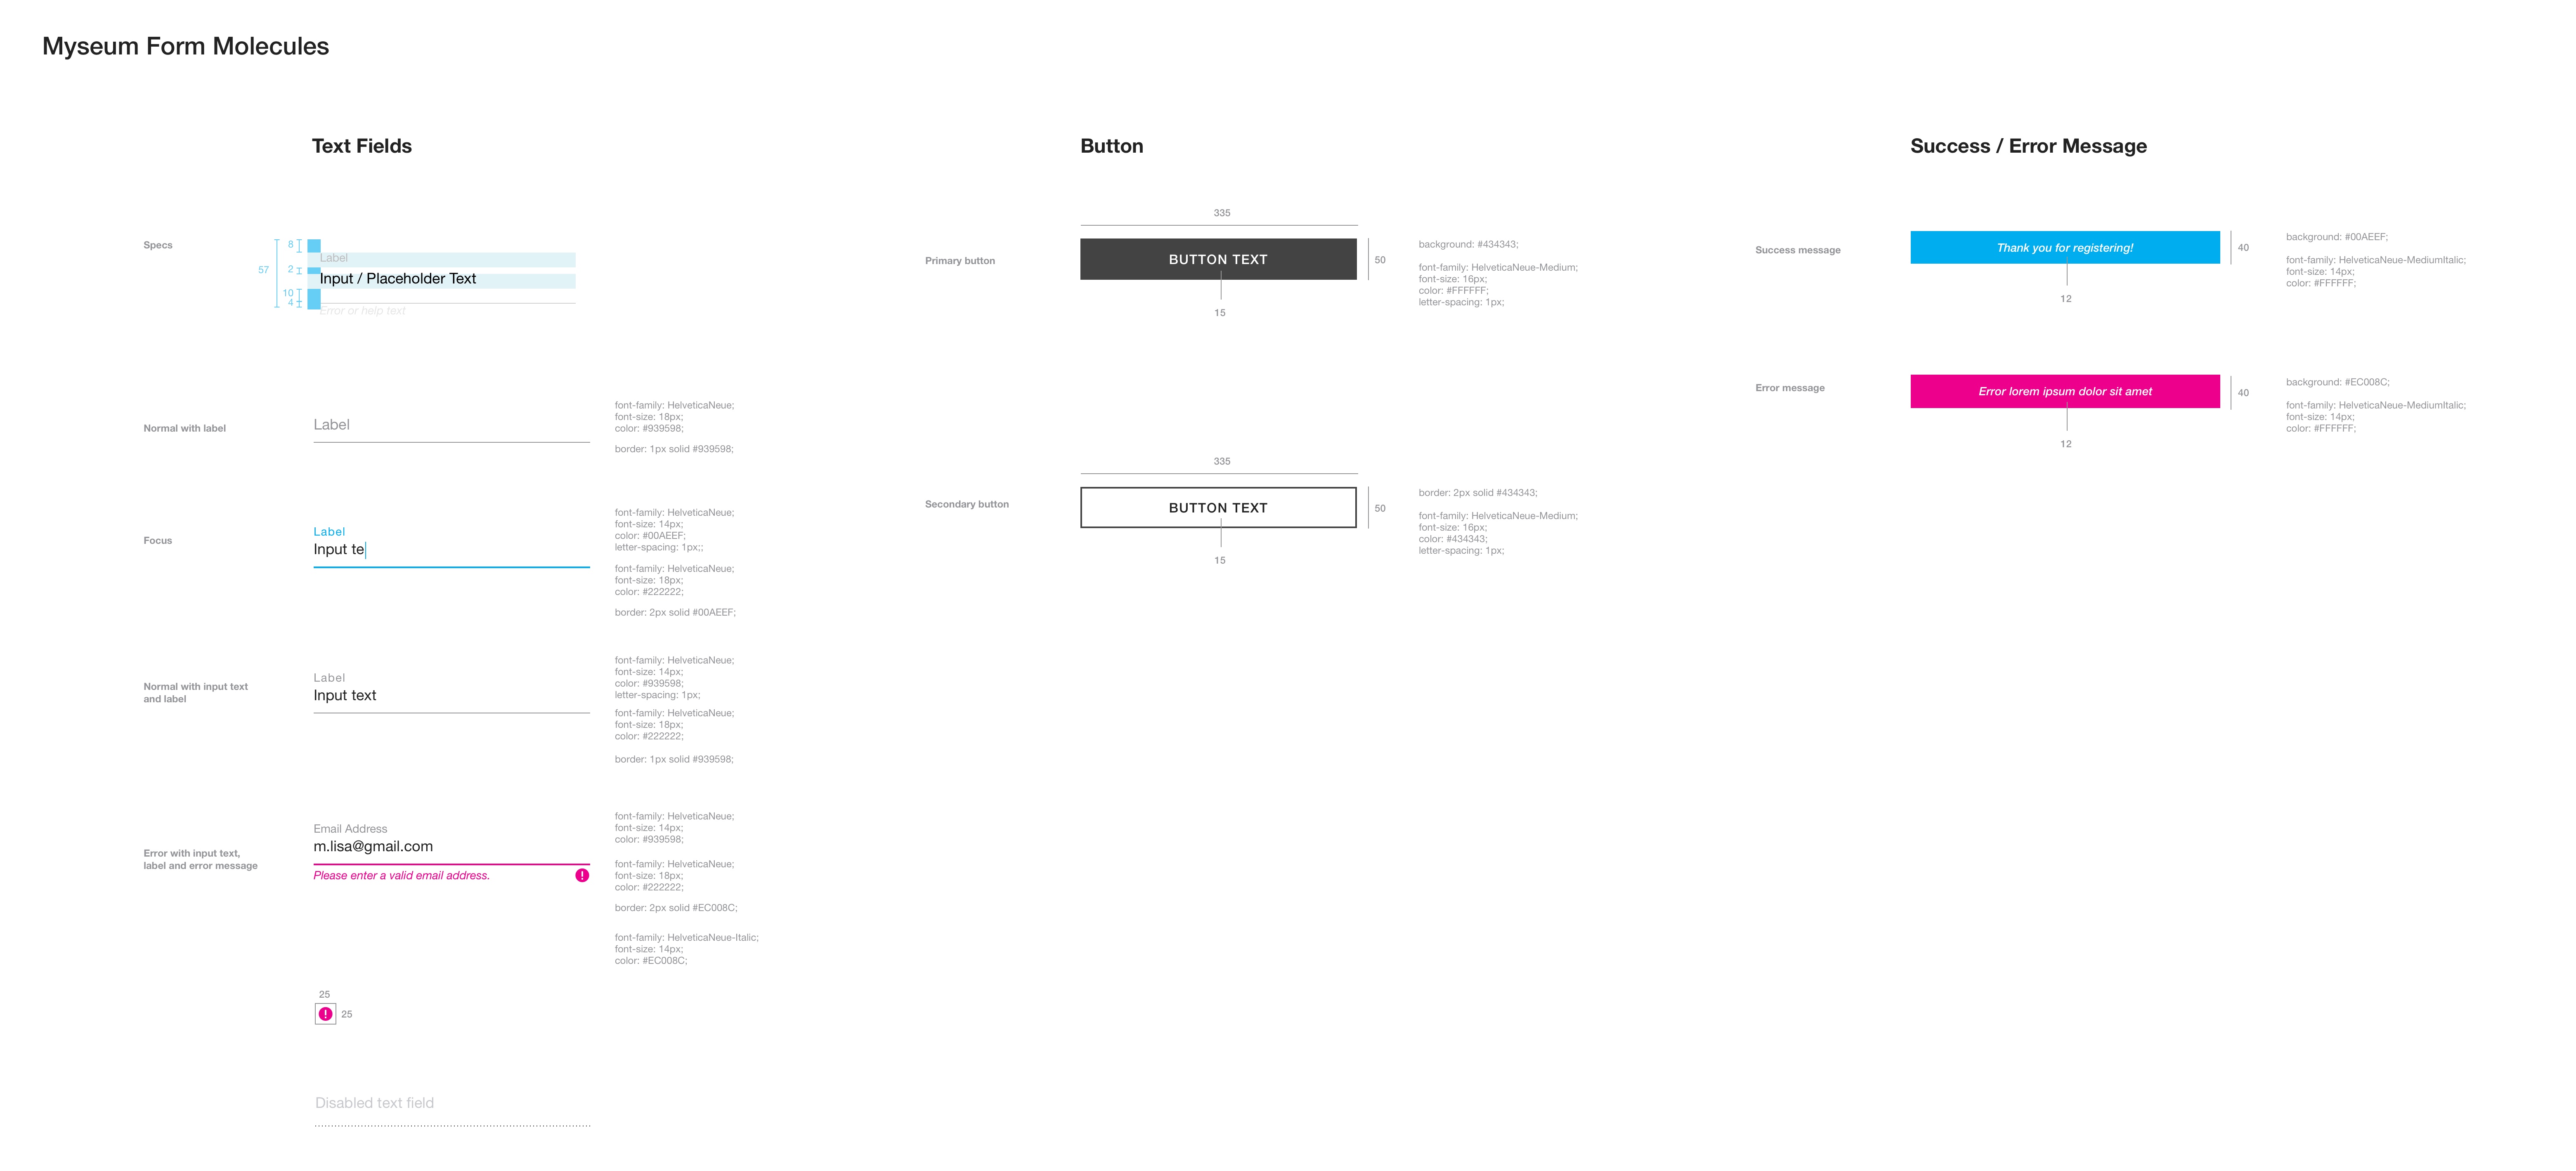 Myseum Form Molecules
Text Fields
Specs
57
8
2
10
4
Label
Input / Placeholder Text
Error or help text
Normal with label
Label
font-family: HelveticaNeue;
font-size: 18px;
color: #939598;
border: 1px solid #939598;
Focus
Label
Input te
font-family: HelveticaNeue;
font-size: 14px;
color: #00AEEF;
letter-spacing: 1px;;
font-family: HelveticaNeue;
font-size: 18px;
color: #222222;
border: 2px solid #00AEEF;
Normal with input text
and label
Label
Input text
font-family: HelveticaNeue;
font-size: 14px;
color: #939598;
letter-spacing: 1px;
font-family: HelveticaNeue;
font-size: 18px;
color: #222222;
border: 1px solid #939598;
Error with input text,
label and error message
Email Address
m.lisa@gmail.com
Please enter a valid email address.
!
font-family: HelveticaNeue;
font-size: 14px;
color: #939598;
font-family: HelveticaNeue;
font-size: 18px;
color: #222222;
border: 2px solid #EC008C;
font-family: HelveticaNeue-Italic;
font-size: 14px;
color: #EC008C;
25
!
25
Disabled text field
Button
Primary button
335
BUTTON TEXT
50
15
background: #434343;
font-family: HelveticaNeue-Medium;
font-size: 16px;
color: #FFFFFF;
letter-spacing: 1px;
Secondary button
335
BUTTON TEXT
50
15
border: 2px solid #434343;
font-family: HelveticaNeue-Medium;
font-size: 16px;
color: #434343;
letter-spacing: 1px;
Success / Error Message
Success message
Thank you for registering!
40
12
background: #00AEEF;
font-family: HelveticaNeue-MediumItalic;
font-size: 14px;
color: #FFFFFF;
Error message
Error lorem ipsum dolor sit amet
40
12
background: #EC008C;
font-family: HelveticaNeue-MediumItalic;
font-size: 14px;
color: #FFFFFF;